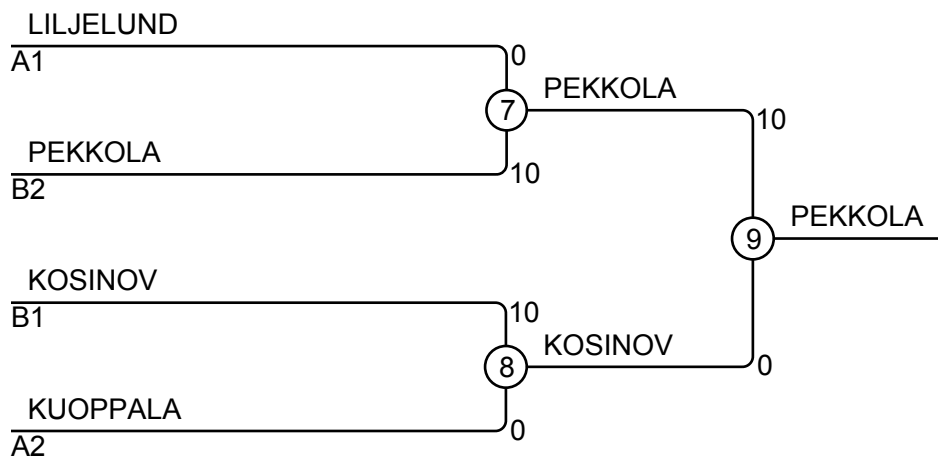 LILJELUND
A1
0
7
PEKKOLA
10
PEKKOLA
B2
10
9
PEKKOLA
KOSINOV
B1
10
8
KOSINOV
0
KUOPPALA
A2
0